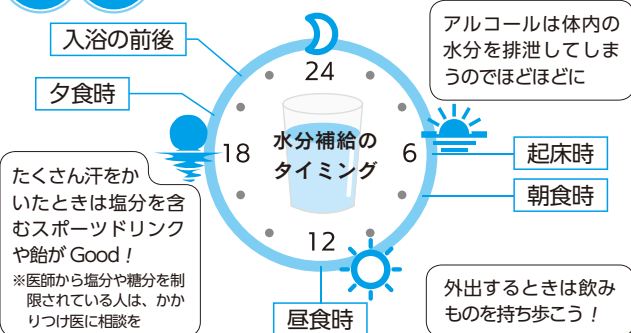 入浴の前後
夕食時
アルコールは体内の
水分を排泄してしま
うのでほどほどに
24
18
水分補給の
タイミング
6
12
起床時
朝食時
昼食時
たくさん汗をか
いたときは塩分を含
むスポーツドリンク
や飴が Good！
※医師から塩分や糖分を制
限されている人は、かか
りつけ医に相談を
外出するときは飲み
ものを持ち歩こう！